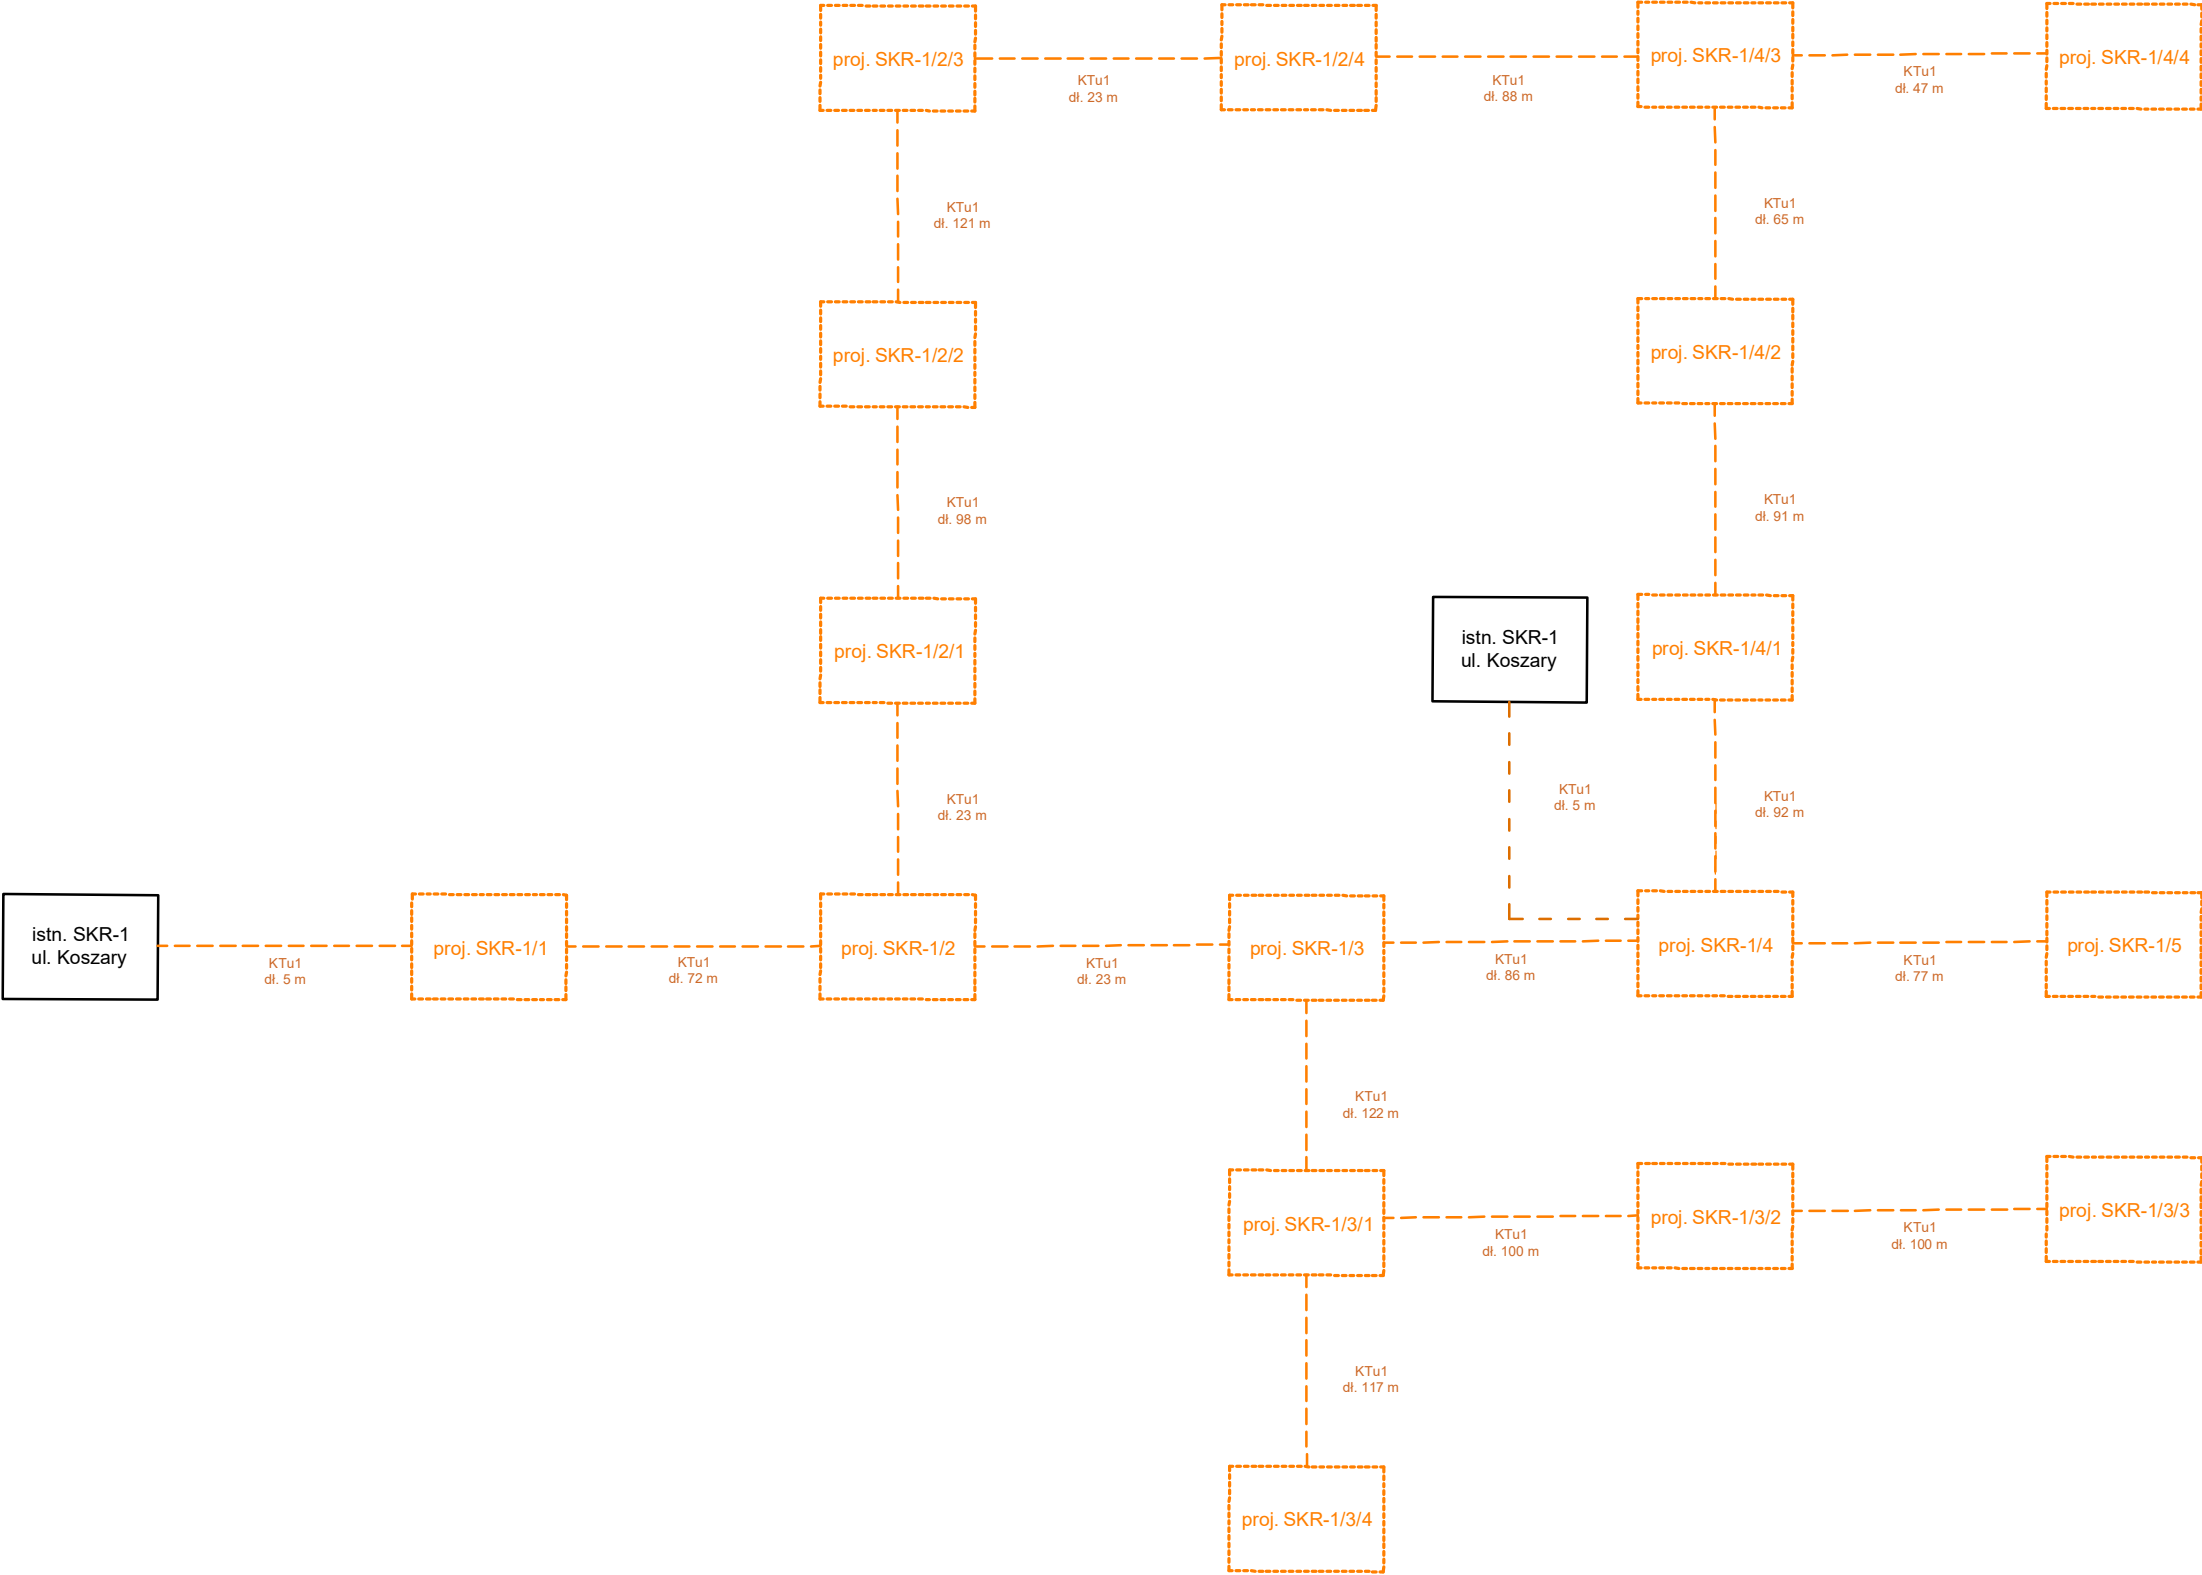 proj. SKR-1/2/3
KTu1
dł. 23 m
proj. SKR-1/2/4
KTu1
dł. 88 m
proj. SKR-1/4/3
KTu1
dł. 47 m
proj. SKR-1/4/4
KTu1
dł. 121 m
KTu1
dł. 65 m
proj. SKR-1/2/2
proj. SKR-1/4/2
KTu1
dł. 98 m
KTu1
dł. 91 m
proj. SKR-1/2/1
istn. SKR-1
ul. Koszary
proj. SKR-1/4/1
KTu1
dł. 23 m
KTu1
dł. 5 m
KTu1
dł. 92 m
istn. SKR-1
ul. Koszary
KTu1
dł. 5 m
proj. SKR-1/1
KTu1
dł. 72 m
proj. SKR-1/2
KTu1
dł. 23 m
proj. SKR-1/3
KTu1
dł. 86 m
proj. SKR-1/4
KTu1
dł. 77 m
proj. SKR-1/5
KTu1
dł. 122 m
proj. SKR-1/3/1
KTu1
dł. 100 m
proj. SKR-1/3/2
KTu1
dł. 100 m
proj. SKR-1/3/3
KTu1
dł. 117 m
proj. SKR-1/3/4